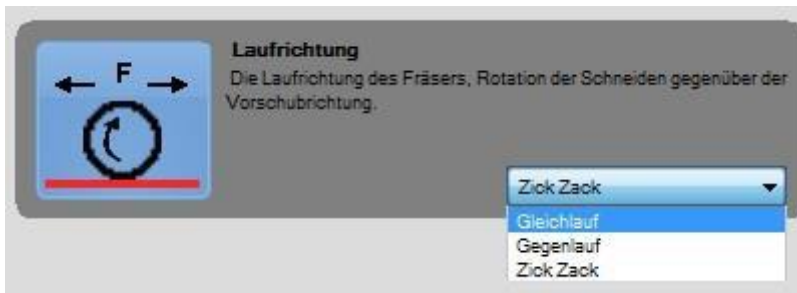 Laufrichtung
F
Die Laufrichtung des Fräsers, Rotation der Schneiden gegenüber der
Vorschubrichtung.
Zick Zack
Gleichlauf
Gegenlauf
Zick Zack